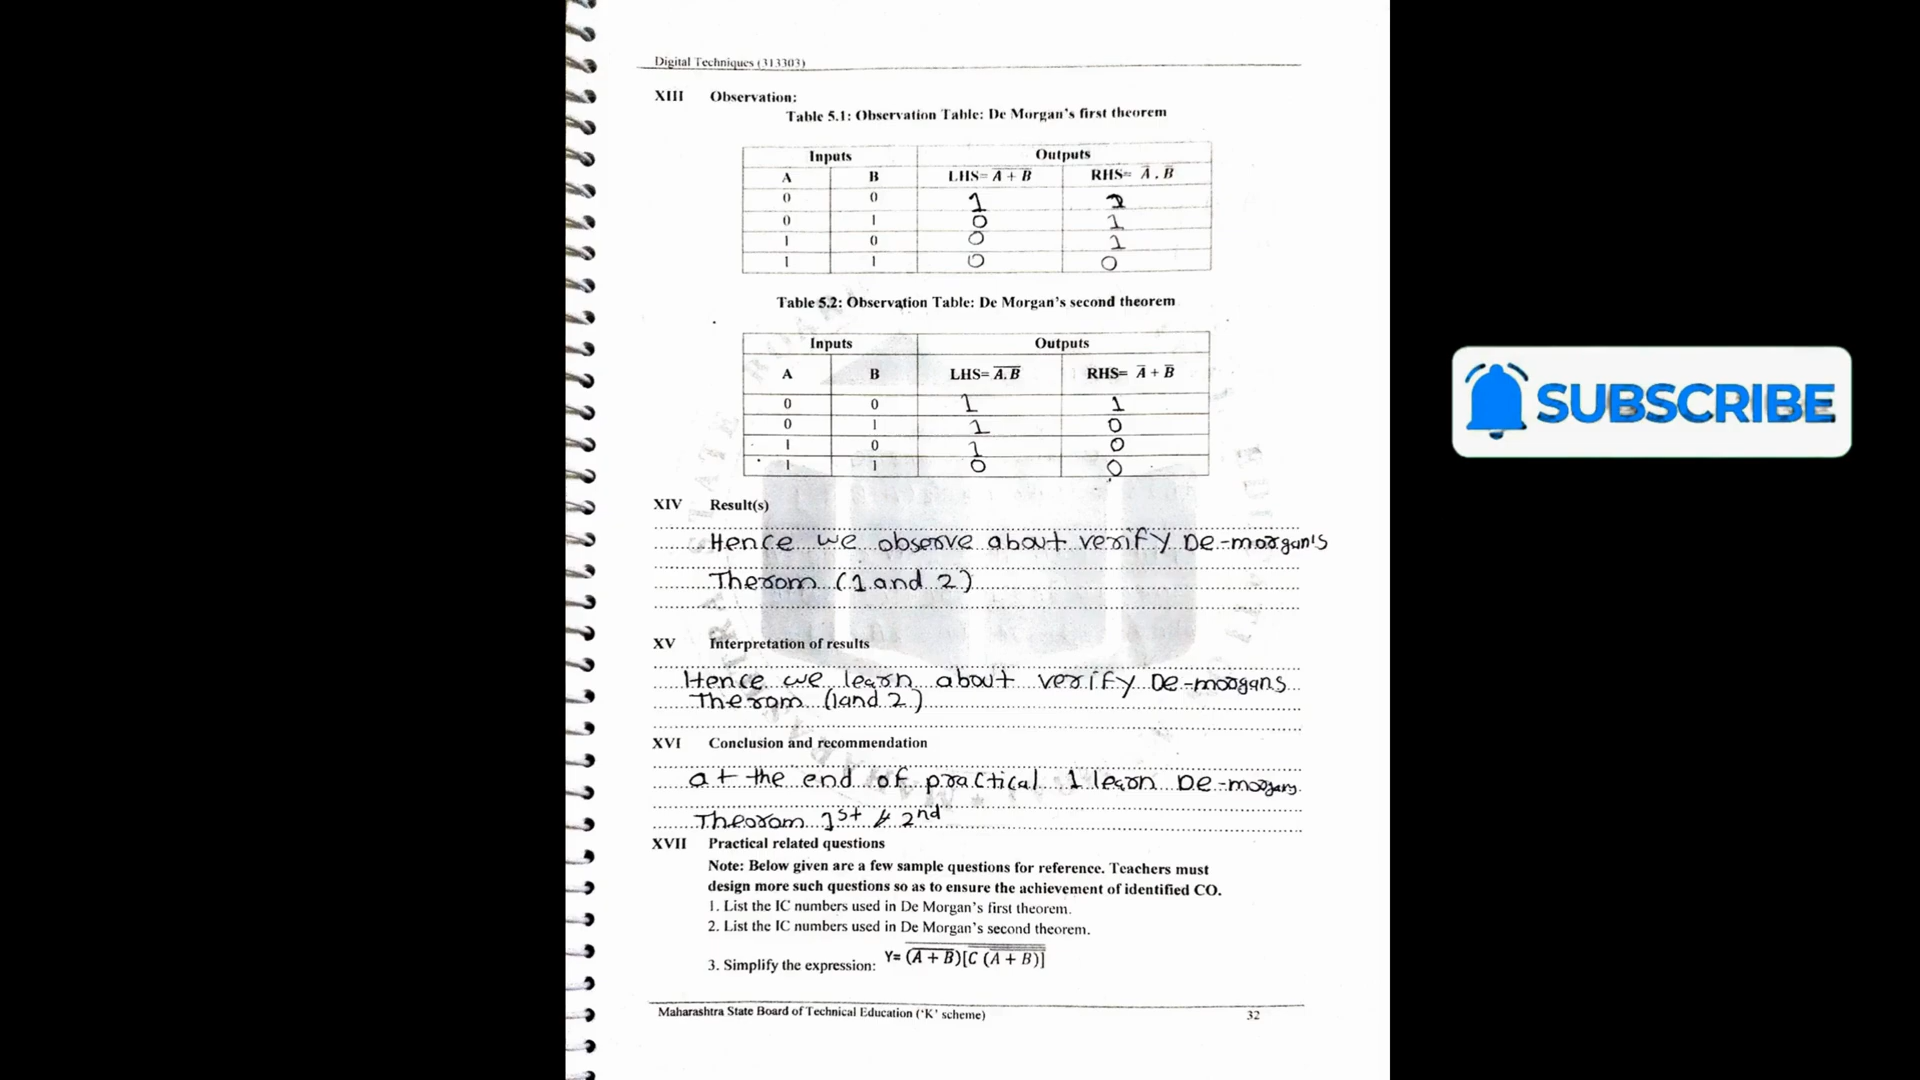 Digital Techniques (313303)
XIII Observation:
Table 5.1: Observation Table: De Morgan's first theorem
Inputs Outputs
A B LHS= \overline{A + B} RHS= \overline{A} . \overline{B}
0 0 1 1
0 1 0 1
1 0 0 1
1 1 0 0
Table 5.2: Observation Table: De Morgan's second theorem
Inputs Outputs
A B LHS= \overline{A.B} RHS= \overline{A} + \overline{B}
0 0 1 1
0 1 1 0
1 0 1 0
1 1 0 0
SUBSCRIBE
XIV Result(s)
Hence we observe about verify De-morgan's
Therom (1 and 2)
XV Interpretation of results
Hence we learn about verify De-morgans
Therom (1and 2)
XVI Conclusion and recommendation
at the end of practical 1 learn De-morgans
Theorom 1st & 2nd
XVII Practical related questions
Note: Below given are a few sample questions for reference. Teachers must
design more such questions so as to ensure the achievement of identified CO.
1. List the IC numbers used in De Morgan's first theorem.
2. List the IC numbers used in De Morgan's second theorem.
3. Simplify the expression: Y= (A + B)[C (A + B)]
Maharashtra State Board of Technical Education ('K' scheme) 32